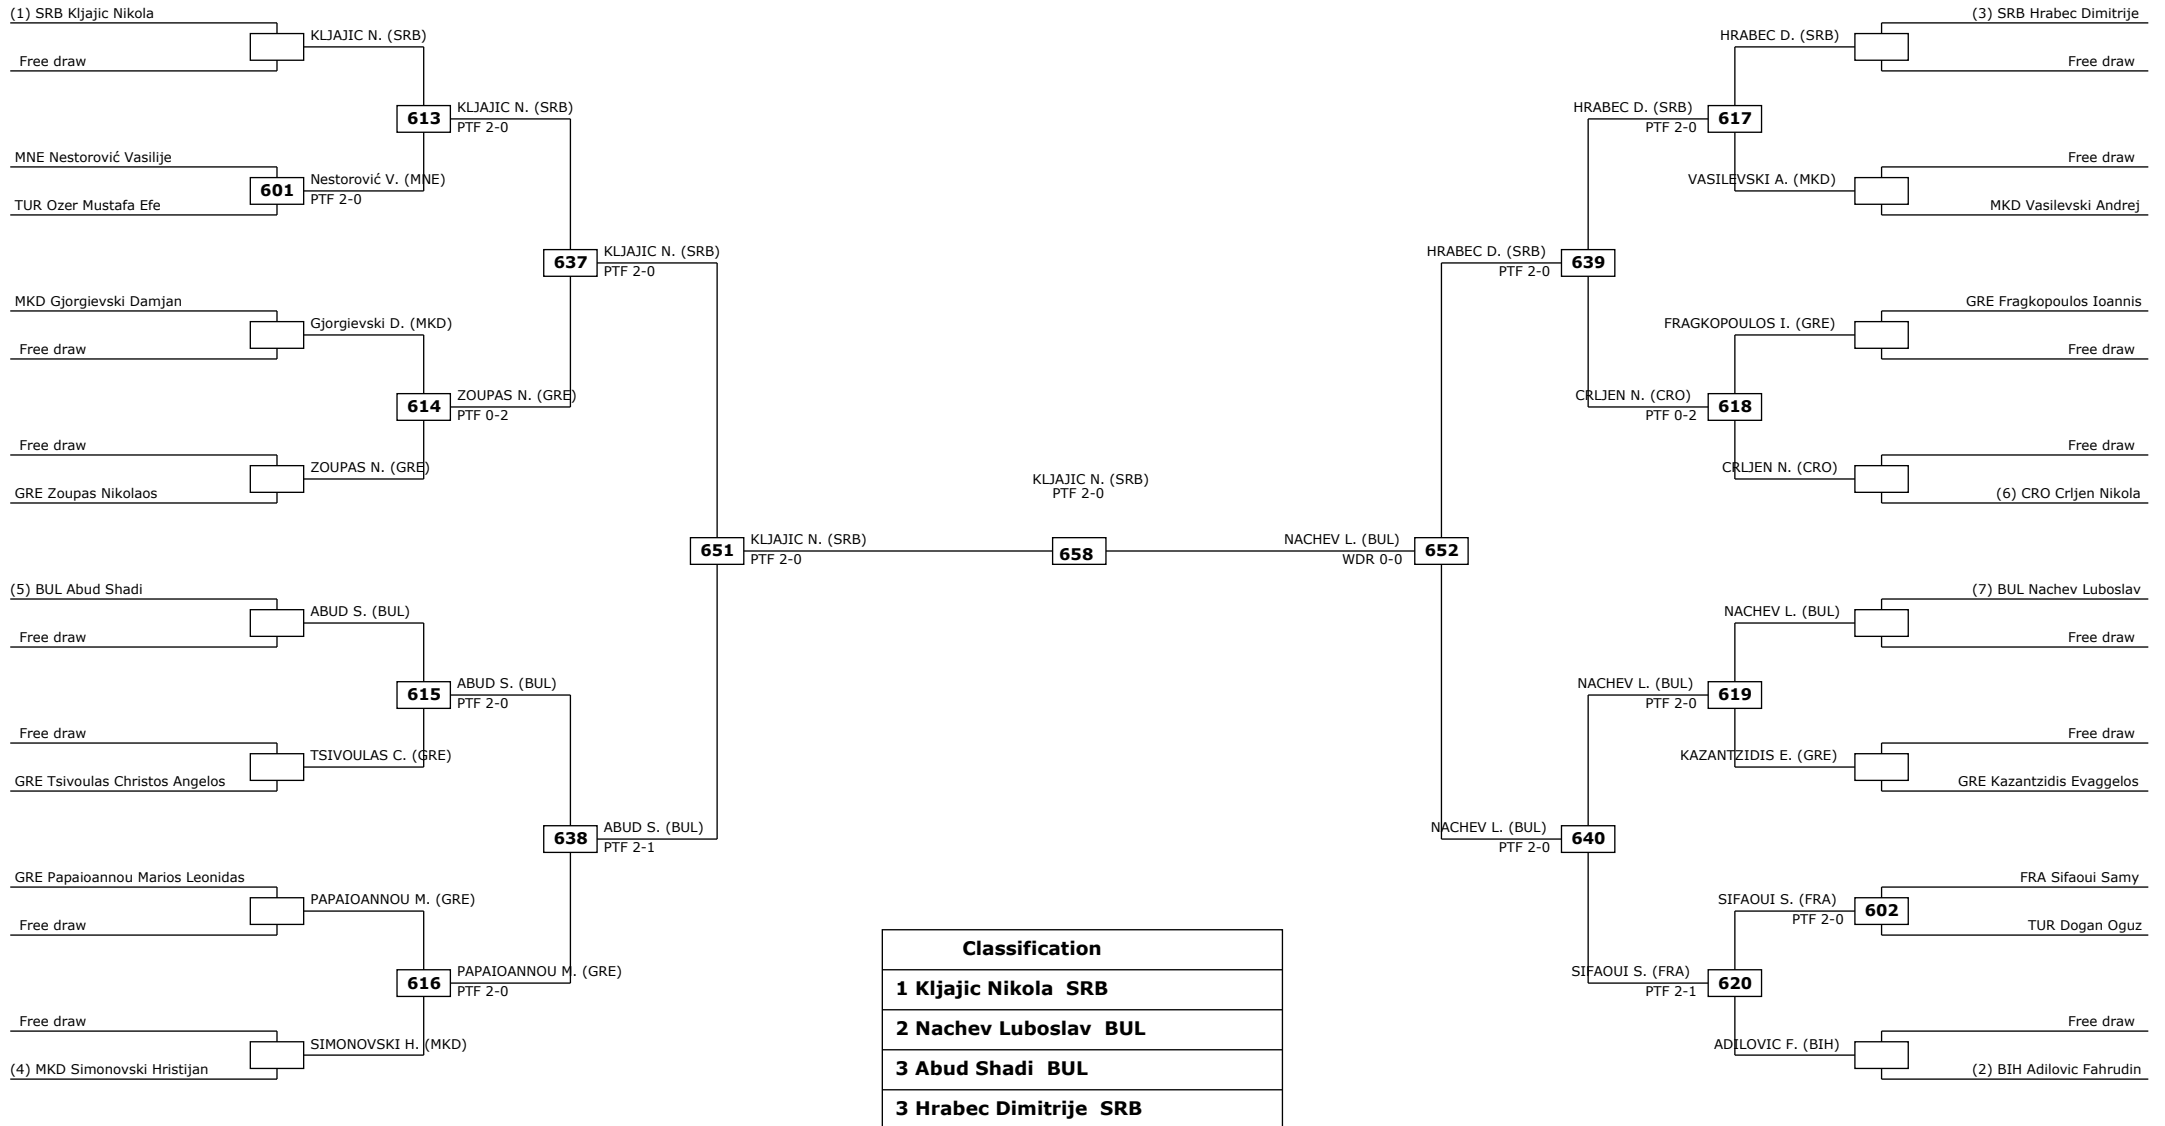 (1) SRB Kljajic Nikola
KLJAJIC N. (SRB)
Free draw
613
KLJAJIC N. (SRB)
PTF 2-0
MNE Nestorović Vasilije
601
Nestorović V. (MNE)
PTF 2-0
TUR Ozer Mustafa Efe
637
KLJAJIC N. (SRB)
PTF 2-0
MKD Gjorgievski Damjan
Gjorgievski D. (MKD)
Free draw
614
ZOUPAS N. (GRE)
PTF 0-2
Free draw
ZOUPAS N. (GRE)
GRE Zoupas Nikolaos
651
KLJAJIC N. (SRB)
PTF 2-0
(5) BUL Abud Shadi
ABUD S. (BUL)
Free draw
615
ABUD S. (BUL)
PTF 2-0
Free draw
TSIVOULAS C. (GRE)
GRE Tsivoulas Christos Angelos
638
ABUD S. (BUL)
PTF 2-1
GRE Papaioannou Marios Leonidas
PAPAIOANNOU M. (GRE)
Free draw
616
PAPAIOANNOU M. (GRE)
PTF 2-0
Free draw
SIMONOVSKI H. (MKD)
(4) MKD Simonovski Hristijan
KLJAJIC N. (SRB)
PTF 2-0
658
(3) SRB Hrabec Dimitrije
HRABEC D. (SRB)
Free draw
HRABEC D. (SRB)
PTF 2-0
617
Free draw
VASILEVSKI A. (MKD)
MKD Vasilevski Andrej
HRABEC D. (SRB)
PTF 2-0
639
GRE Fragkopoulos Ioannis
FRAGKOPOULOS I. (GRE)
Free draw
CRLJEN N. (CRO)
PTF 0-2
618
Free draw
CRLJEN N. (CRO)
(6) CRO Crljen Nikola
NACHEV L. (BUL)
WDR 0-0
652
(7) BUL Nachev Luboslav
NACHEV L. (BUL)
Free draw
NACHEV L. (BUL)
PTF 2-0
619
Free draw
KAZANTZIDIS E. (GRE)
GRE Kazantzidis Evaggelos
NACHEV L. (BUL)
PTF 2-0
640
FRA Sifaoui Samy
SIFAOUI S. (FRA)
PTF 2-0
602
TUR Dogan Oguz
SIFAOUI S. (FRA)
PTF 2-1
620
Free draw
ADILOVIC F. (BIH)
(2) BIH Adilovic Fahrudin
Classification
1 Kljajic Nikola SRB
2 Nachev Luboslav BUL
3 Abud Shadi BUL
3 Hrabec Dimitrije SRB